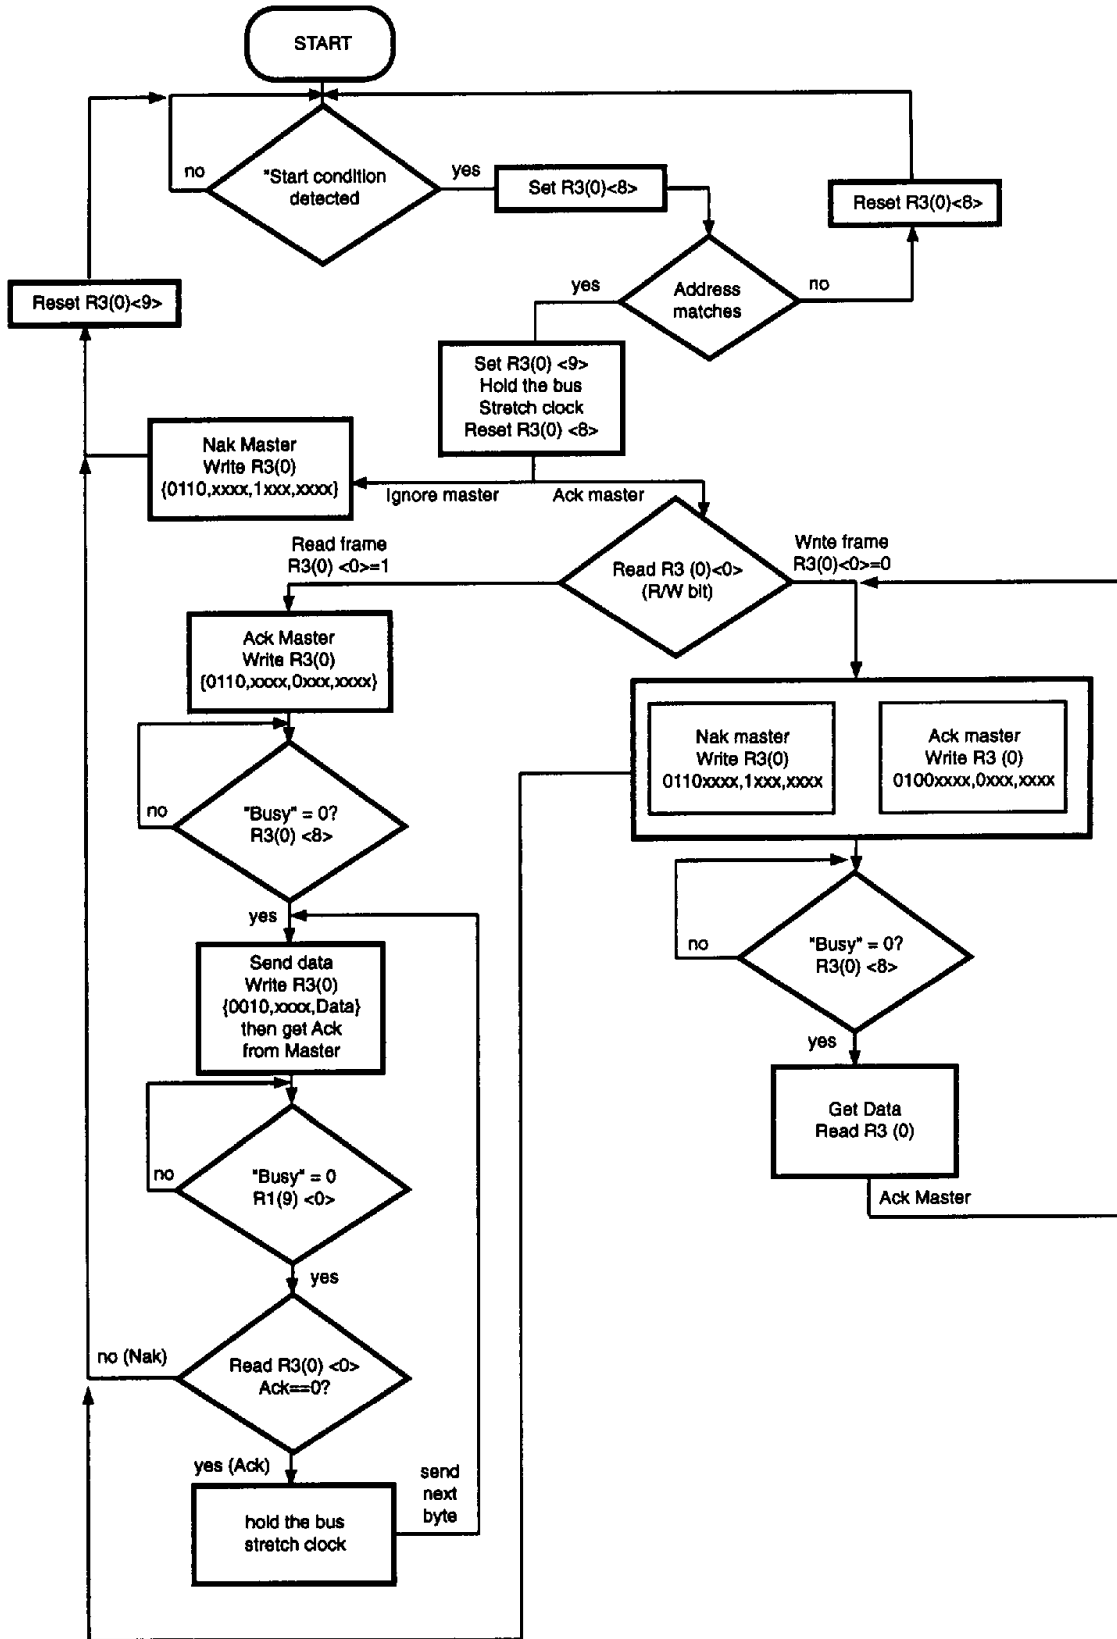 START
"Start condition
detected
no
yes
Set R3(0)<8>
Reset R3(0)<8>
Address
matches
yes
no
Reset R3(0)<9>
Set R3(0) <9>
Hold the bus
Stretch clock
Reset R3(0) <8>
Nak Master
Write R3(0)
{0110,xxxx,1xxx,xxxx}
Ignore master
Ack master
Read frame
R3(0) <0>=1
Read R3 (0)<0>
(R/W bit)
Write frame
R3(0)<0>=0
Ack Master
Write R3(0)
{0110,xxxx,0xxx,xxxx}
Nak master
Write R3(0)
0110xxxx,1xxx,xxxx
Ack master
Write R3 (0)
0100xxxx,0xxx,xxxx
no
"Busy" = 0?
R3(0) <8>
yes
no
"Busy" = 0?
R3(0) <8>
yes
Send data
Write R3(0)
{0010,xxxx,Data}
then get Ack
from Master
Get Data
Read R3 (0)
Ack Master
no
"Busy" = 0
R1(9) <0>
yes
no (Nak)
Read R3(0) <0>
Ack==0?
yes (Ack)
send
next
byte
hold the bus
stretch clock